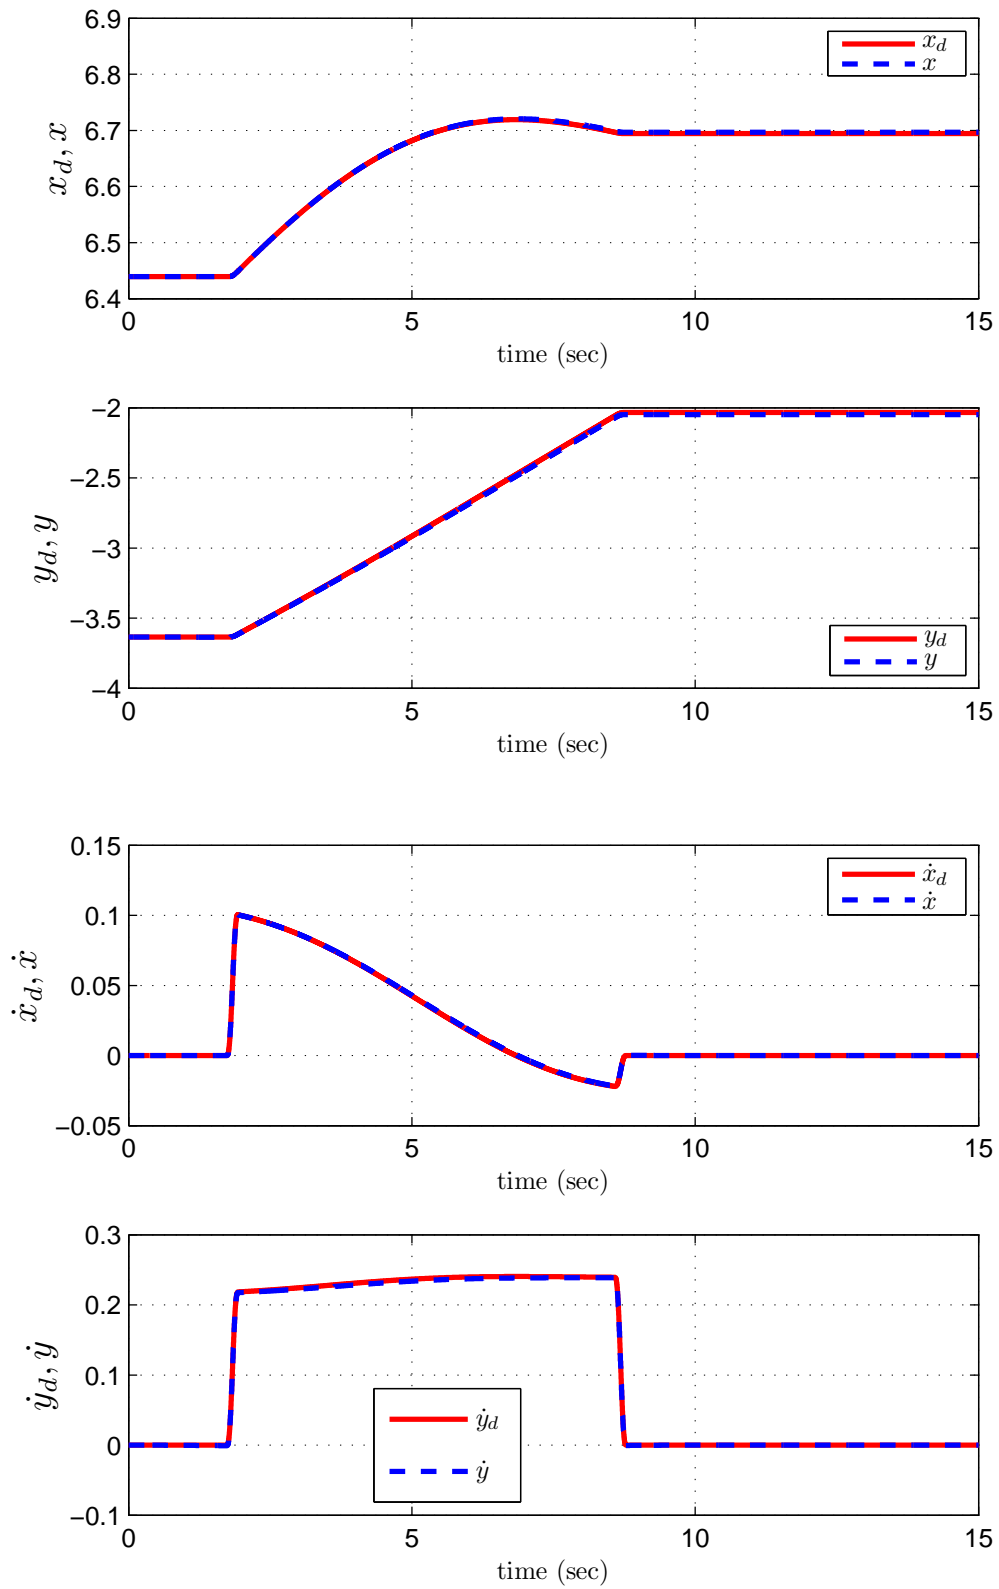 6.9
6.8
6.7
6.6
6.5
6.4
x_d, x
x_d
x
0 5 10 15
time (sec)
−2
−2.5
−3
−3.5
−4
y_d, y
y_d
y
0 5 10 15
time (sec)
0.15
0.1
0.05
0
−0.05
ẋ_d, ẋ
ẋ_d
ẋ
0 5 10 15
time (sec)
0.3
0.2
0.1
0
−0.1
ẏ_d, ẏ
ẏ_d
ẏ
0 5 10 15
time (sec)